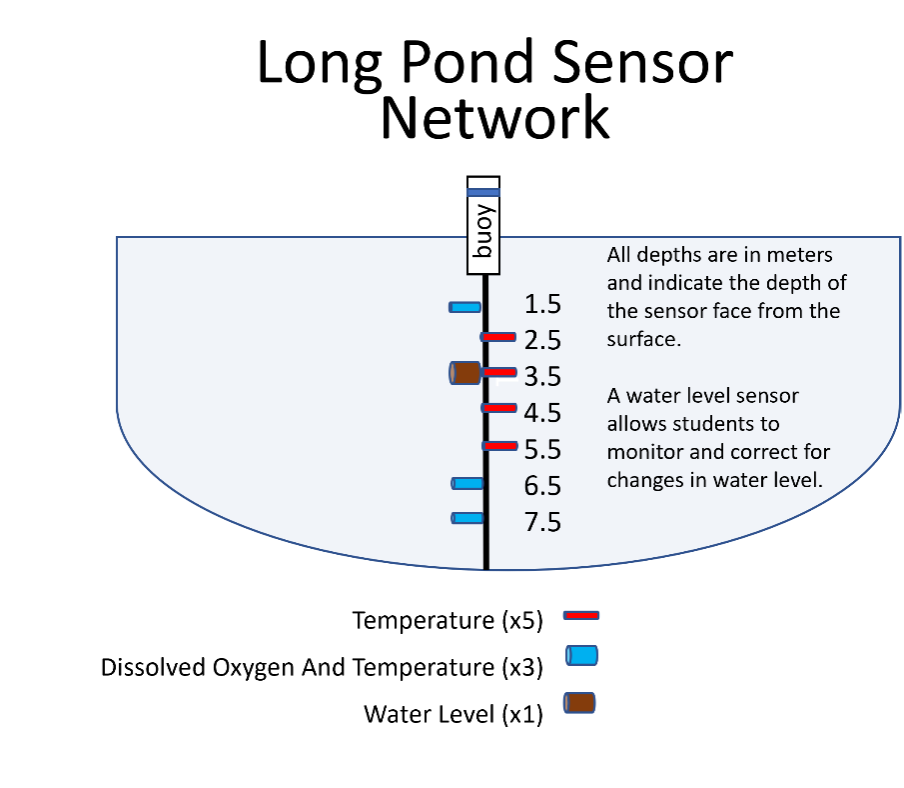 Long Pond Sensor
Network
buoy
All depths are in meters
and indicate the depth of
the sensor face from the
surface.
1.5
2.5
3.5
4.5
5.5
6.5
7.5
A water level sensor
allows students to
monitor and correct for
changes in water level.
Temperature (x5)
Dissolved Oxygen And Temperature (x3)
Water Level (x1)